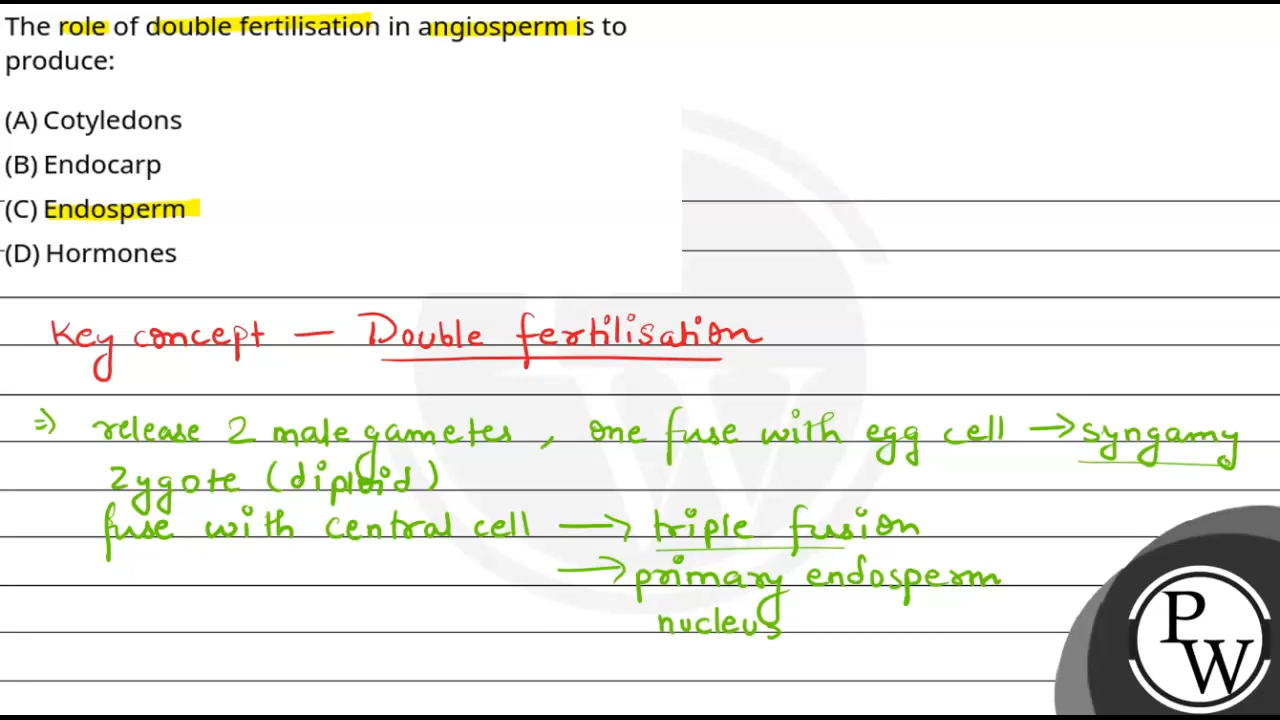 The role of double fertilisation in angiosperm is to
produce:
(A) Cotyledons
(B) Endocarp
(C) Endosperm
(D) Hormones
Key concept — Double fertilisation
⇒ release 2 male gametes, one fuse with egg cell → syngamy
zygote (diploid)
fuse with central cell → triple fusion
→ primary endosperm
nucleus
P
W